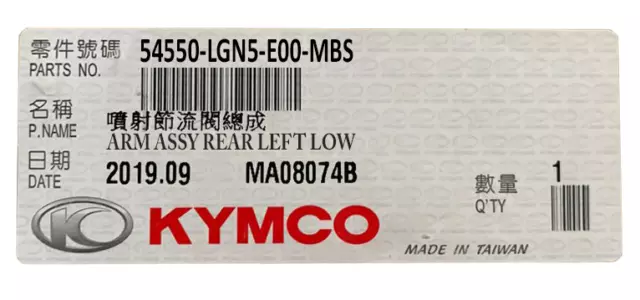 零件號碼 54550-LGN5-E00-MBS
PARTS NO.
名稱 噴射節流閥總成
P.NAME ARM ASSY REAR LEFT LOW
日期 2019.09 MA08074B
DATE
數量 1
Q'TY
KYMCO
MADE IN TAIWAN